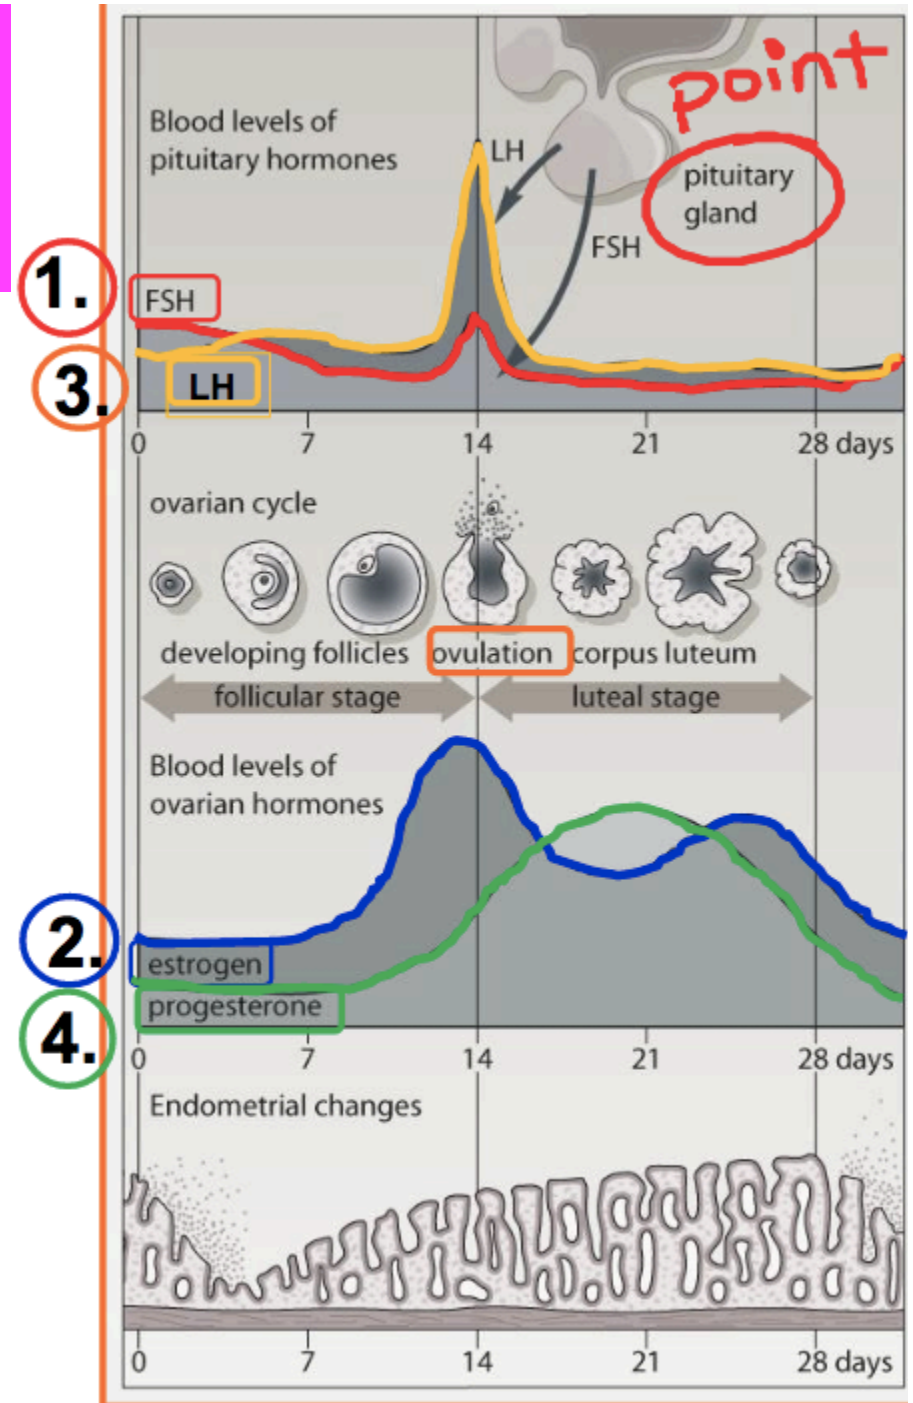 point
Blood levels of
pituitary hormones
LH
pituitary
gland
FSH
1.
FSH
3.
LH
0 7 14 21 28 days
ovarian cycle
developing follicles ovulation corpus luteum
follicular stage luteal stage
Blood levels of
ovarian hormones
2.
estrogen
progesterone
4.
0 7 14 21 28 days
Endometrial changes
0 7 14 21 28 days